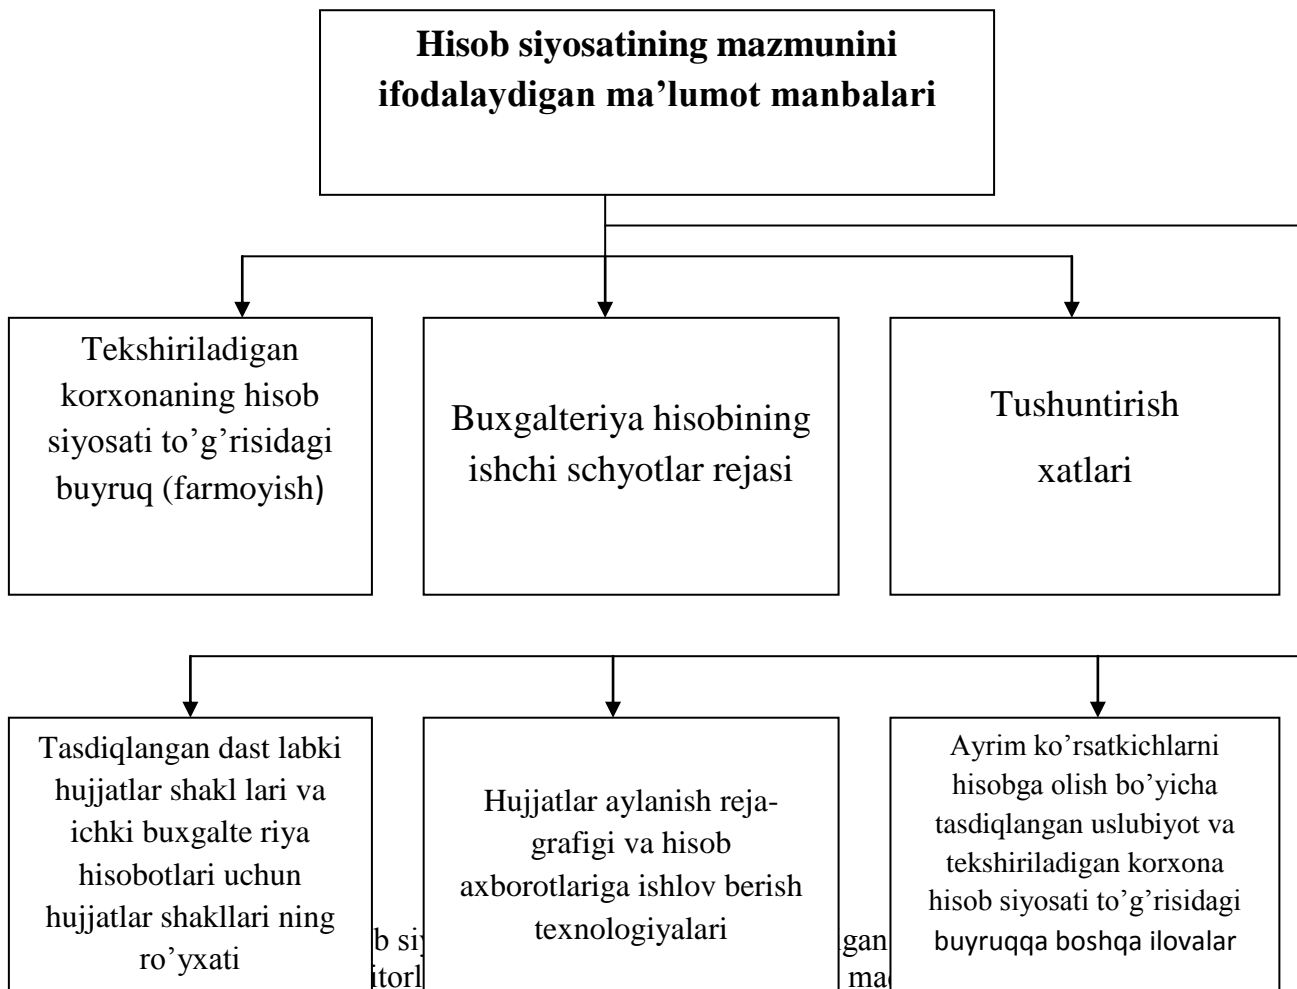 Hisob siyosatining mazmunini
ifodalaydigan ma’lumot manbalari
Tekshiriladigan
korxonaning hisob
siyosati to’g’risidagi
buyruq (farmoyish)
Buxgalteriya hisobining
ishchi schyotlar rejasi
Tushuntirish
xatlari
Tasdiqlangan dast labki
hujjatlar shakl lari va
ichki buxgalte riya
hisobotlari uchun
hujjatlar shakllari ning
ro’yxati
Hujjatlar aylanish reja-
grafigi va hisob
axborotlariga ishlov berish
texnologiyalari
Ayrim ko’rsatkichlarni
hisobga olish bo’yicha
tasdiqlangan uslubiyot va
tekshiriladigan korxona
hisob siyosati to’g’risidagi
buyruqqa boshqa ilovalar